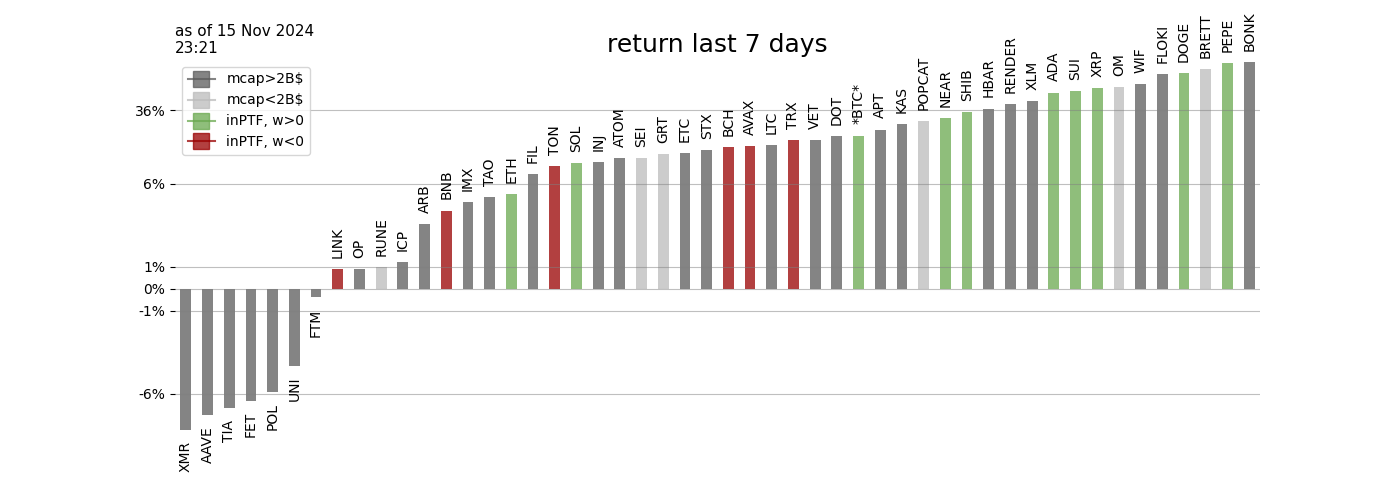 as of 15 Nov 2024
23:21
return last 7 days
mcap>2B$
mcap<2B$
inPTF, w>0
inPTF, w<0
36%
6%
1%
0%
-1%
-6%
XMR
AAVE
TIA
FET
POL
UNI
FTM
LINK
OP
RUNE
ICP
ARB
BNB
IMX
TAO
ETH
FIL
TON
SOL
INJ
ATOM
SEI
GRT
ETC
STX
BCH
AVAX
LTC
TRX
VET
DOT
*BTC*
APT
KAS
POPCAT
NEAR
SHIB
HBAR
RENDER
XLM
ADA
SUI
XRP
OM
WIF
FLOKI
DOGE
BRETT
PEPE
BONK